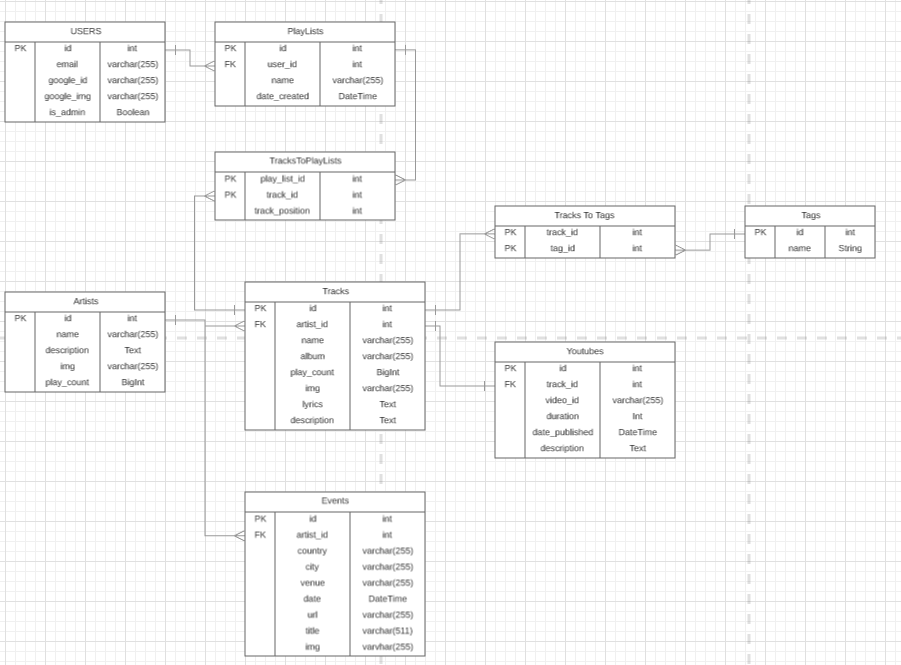 USERS
PK id int
email varchar(255)
google_id varchar(255)
google_img varchar(255)
is_admin Boolean
PlayLists
PK id int
FK user_id int
name varchar(255)
date_created DateTime
TracksToPlayLists
PK play_list_id int
PK track_id int
track_position int
Tracks To Tags
PK track_id int
PK tag_id int
Tags
PK id int
name String
Artists
PK id int
name varchar(255)
description Text
img varchar(255)
play_count BigInt
Tracks
PK id int
FK artist_id int
name varchar(255)
album varchar(255)
play_count BigInt
img varchar(255)
lyrics Text
description Text
Youtubes
PK id int
FK track_id int
video_id varchar(255)
duration Int
date_published DateTime
description Text
Events
PK id int
FK artist_id int
country varchar(255)
city varchar(255)
venue varchar(255)
date DateTime
url varchar(255)
title varchar(511)
img varvhar(255)